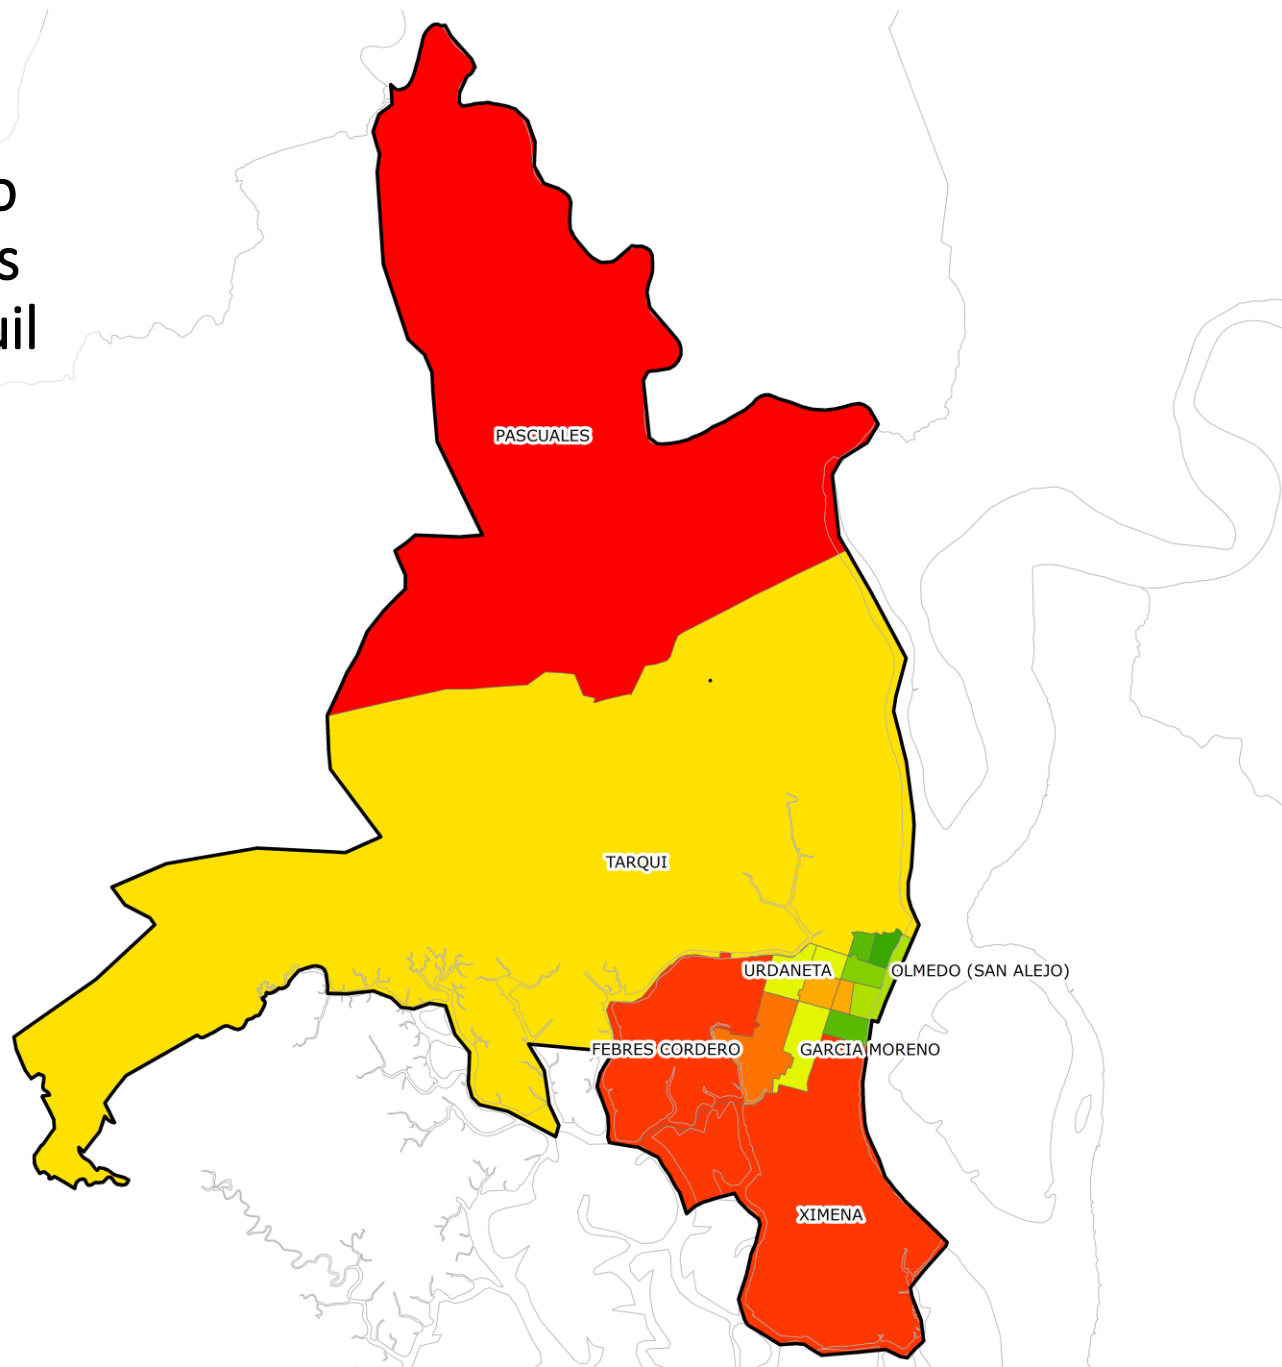 PASCUALES
TARQUI
URDANETA
OLMEDO (SAN ALEJO)
FEBRES CORDERO
GARCIA MORENO
XIMENA